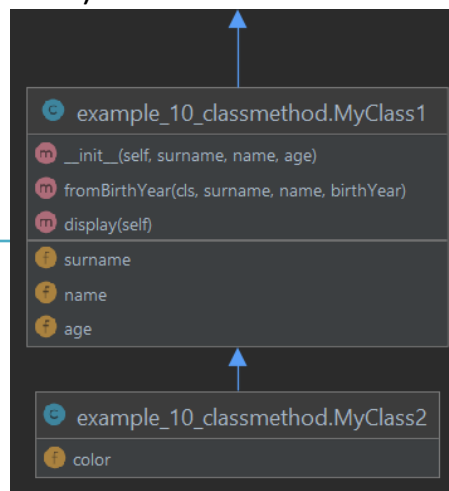 example_10_classmethod.MyClass1
__init__(self, surname, name, age)
fromBirthYear(cls, surname, name, birthYear)
display(self)
surname
name
age
example_10_classmethod.MyClass2
color